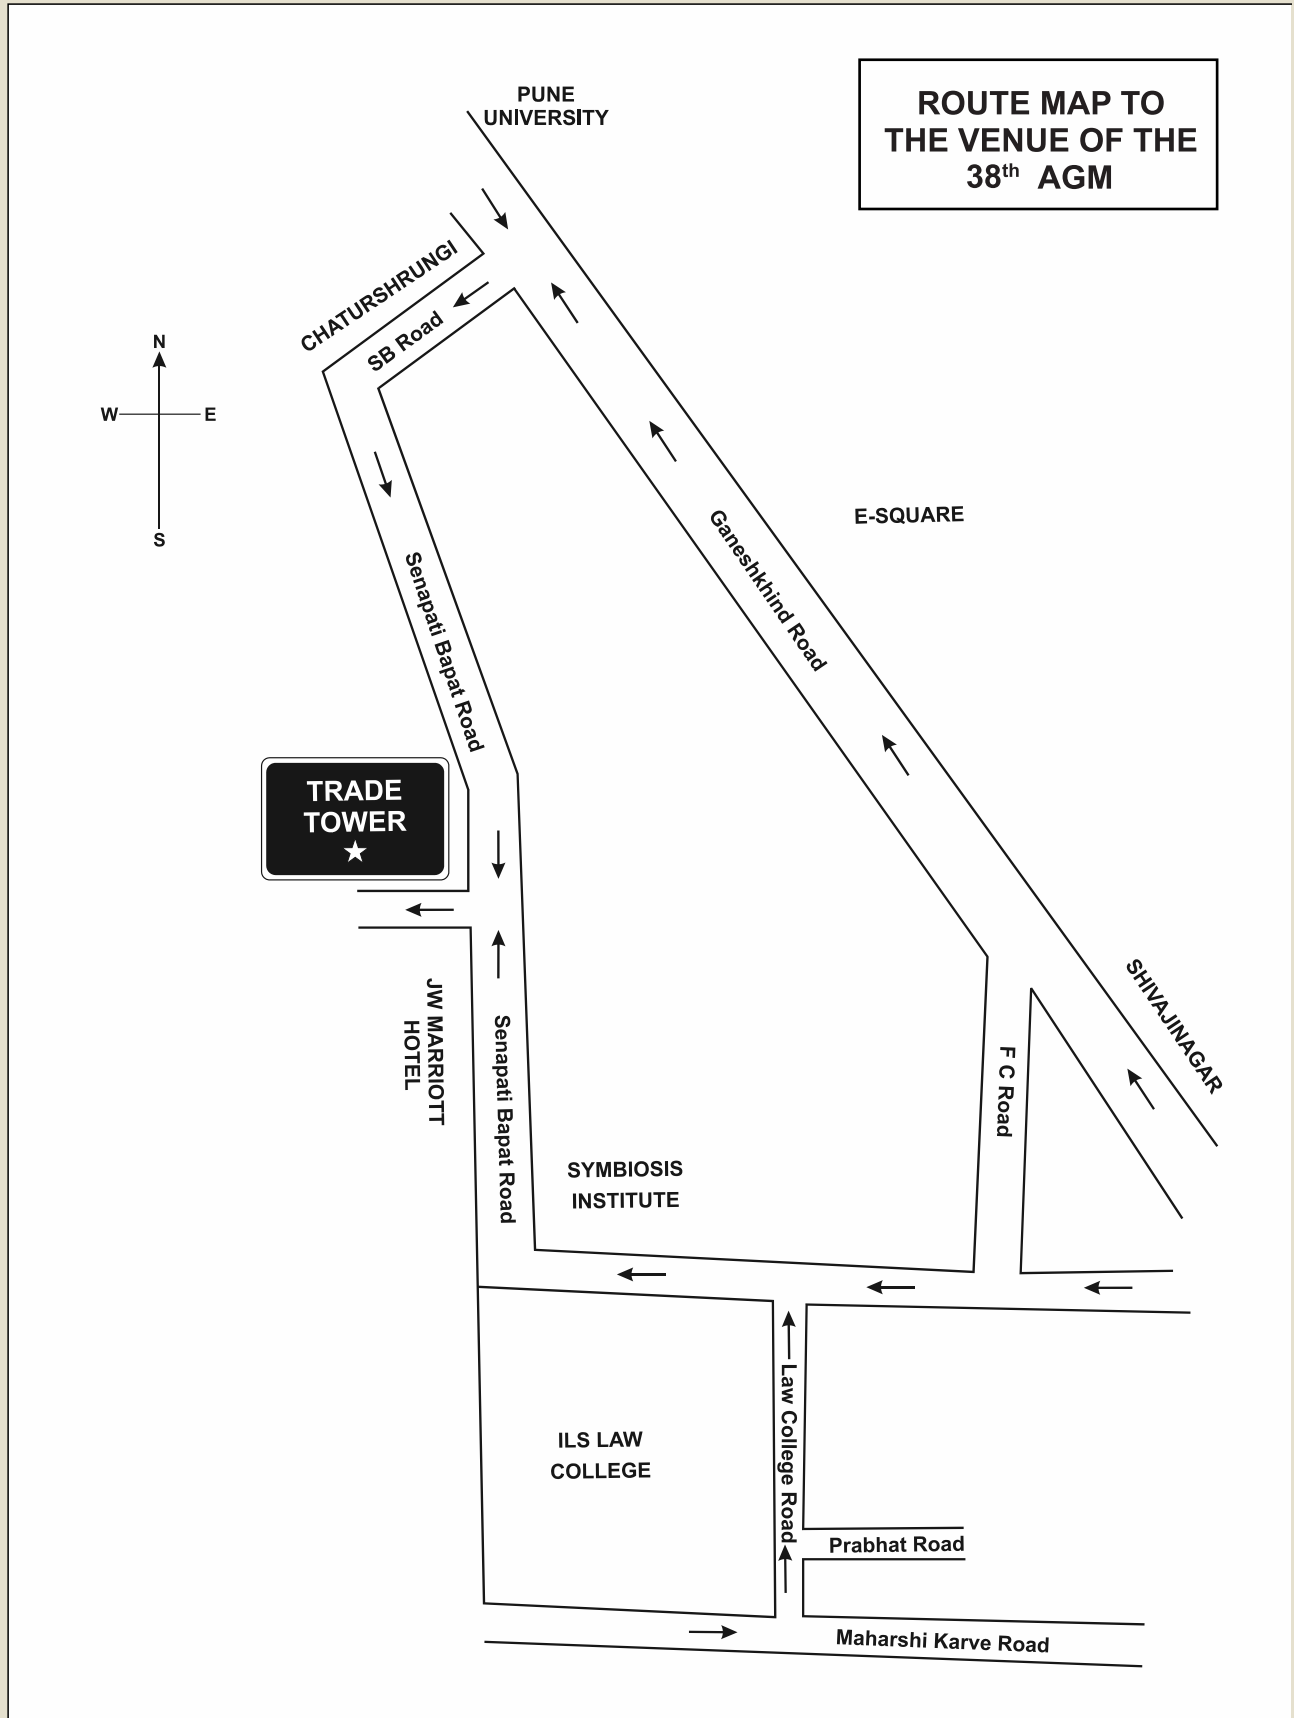 ROUTE MAP TO
THE VENUE OF THE
38th AGM
PUNE
UNIVERSITY
CHATURSHRUNGI
SB Road
N
W
E
S
Senapati Bapat Road
Ganeshkhind Road
E-SQUARE
TRADE
TOWER
JW MARRIOTT
HOTEL
Senapati Bapat Road
SHIVAJINAGAR
F C Road
SYMBIOSIS
INSTITUTE
ILS LAW
COLLEGE
Law College Road
Prabhat Road
Maharshi Karve Road